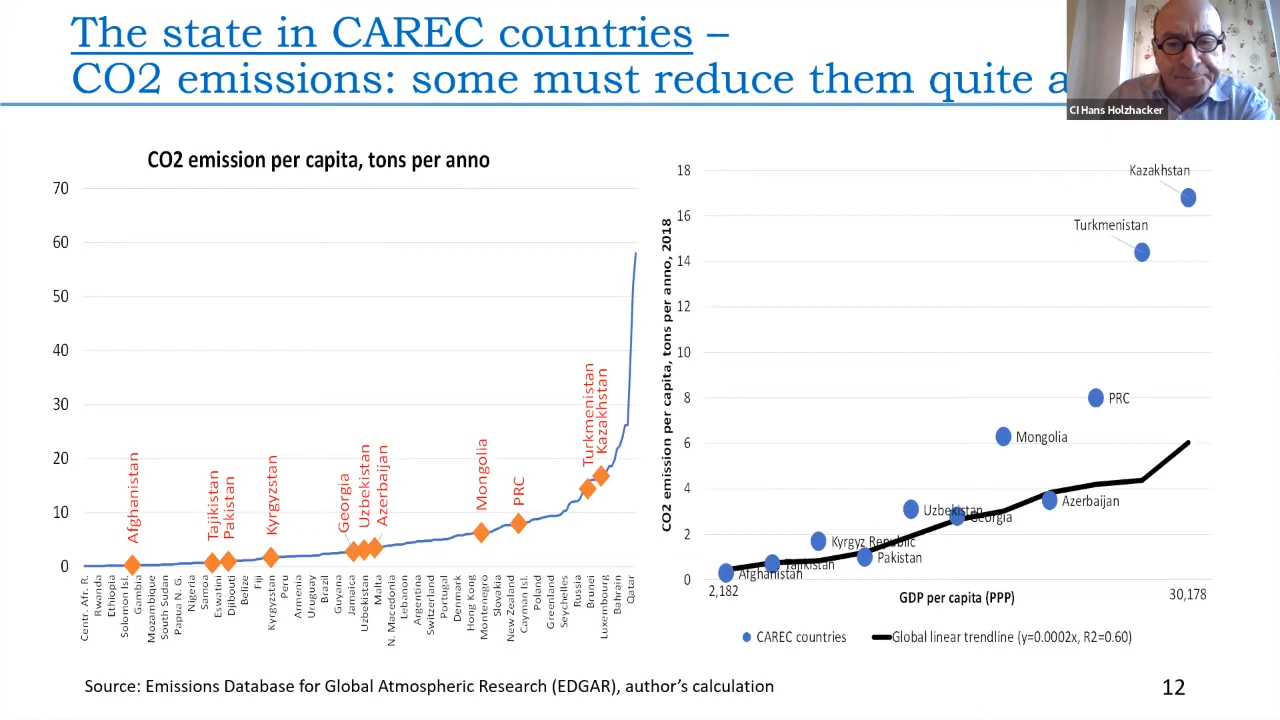 The state in CAREC countries –
CO2 emissions: some must reduce them quite a
CI Hans Holzhacker
CO2 emission per capita, tons per anno
70
60
50
40
30
20
10
0
Afghanistan
Tajikistan
Pakistan
Kyrgyzstan
Georgia
Uzbekistan
Azerbaijan
Mongolia
PRC
Turkmenistan
Kazakhstan
Centr. Afr. R.
Rwanda
Ethiopia
Solomon Isl.
Gambia
Mozambique
South Sudan
Papua N. G.
Nigeria
Samoa
Eswatini
Djibouti
Belize
Fiji
Kyrgyzstan
Peru
Armenia
Uruguay
Brazil
Guyana
Jamaica
Uzbekistan
Malta
N. Macedonia
Lebanon
Argentina
Switzerland
Portugal
Denmark
Hong Kong
Montenegro
Slovakia
New Zealand
Cayman Isl.
Poland
Greenland
Seychelles
Russia
Brunei
Luxembourg
Bahrain
Qatar
CO2 emission per capita, tons per anno, 2018
18
16
14
12
10
8
6
4
2
0
Kazakhstan
Turkmenistan
PRC
Mongolia
Azerbaijan
Uzbekistan
Georgia
Kyrgyz Republic
Pakistan
Tajikistan
Afghanistan
2,182
GDP per capita (PPP)
30,178
CAREC countries
Global linear trendline (y=0.0002x, R2=0.60)
Source: Emissions Database for Global Atmospheric Research (EDGAR), author's calculation
12